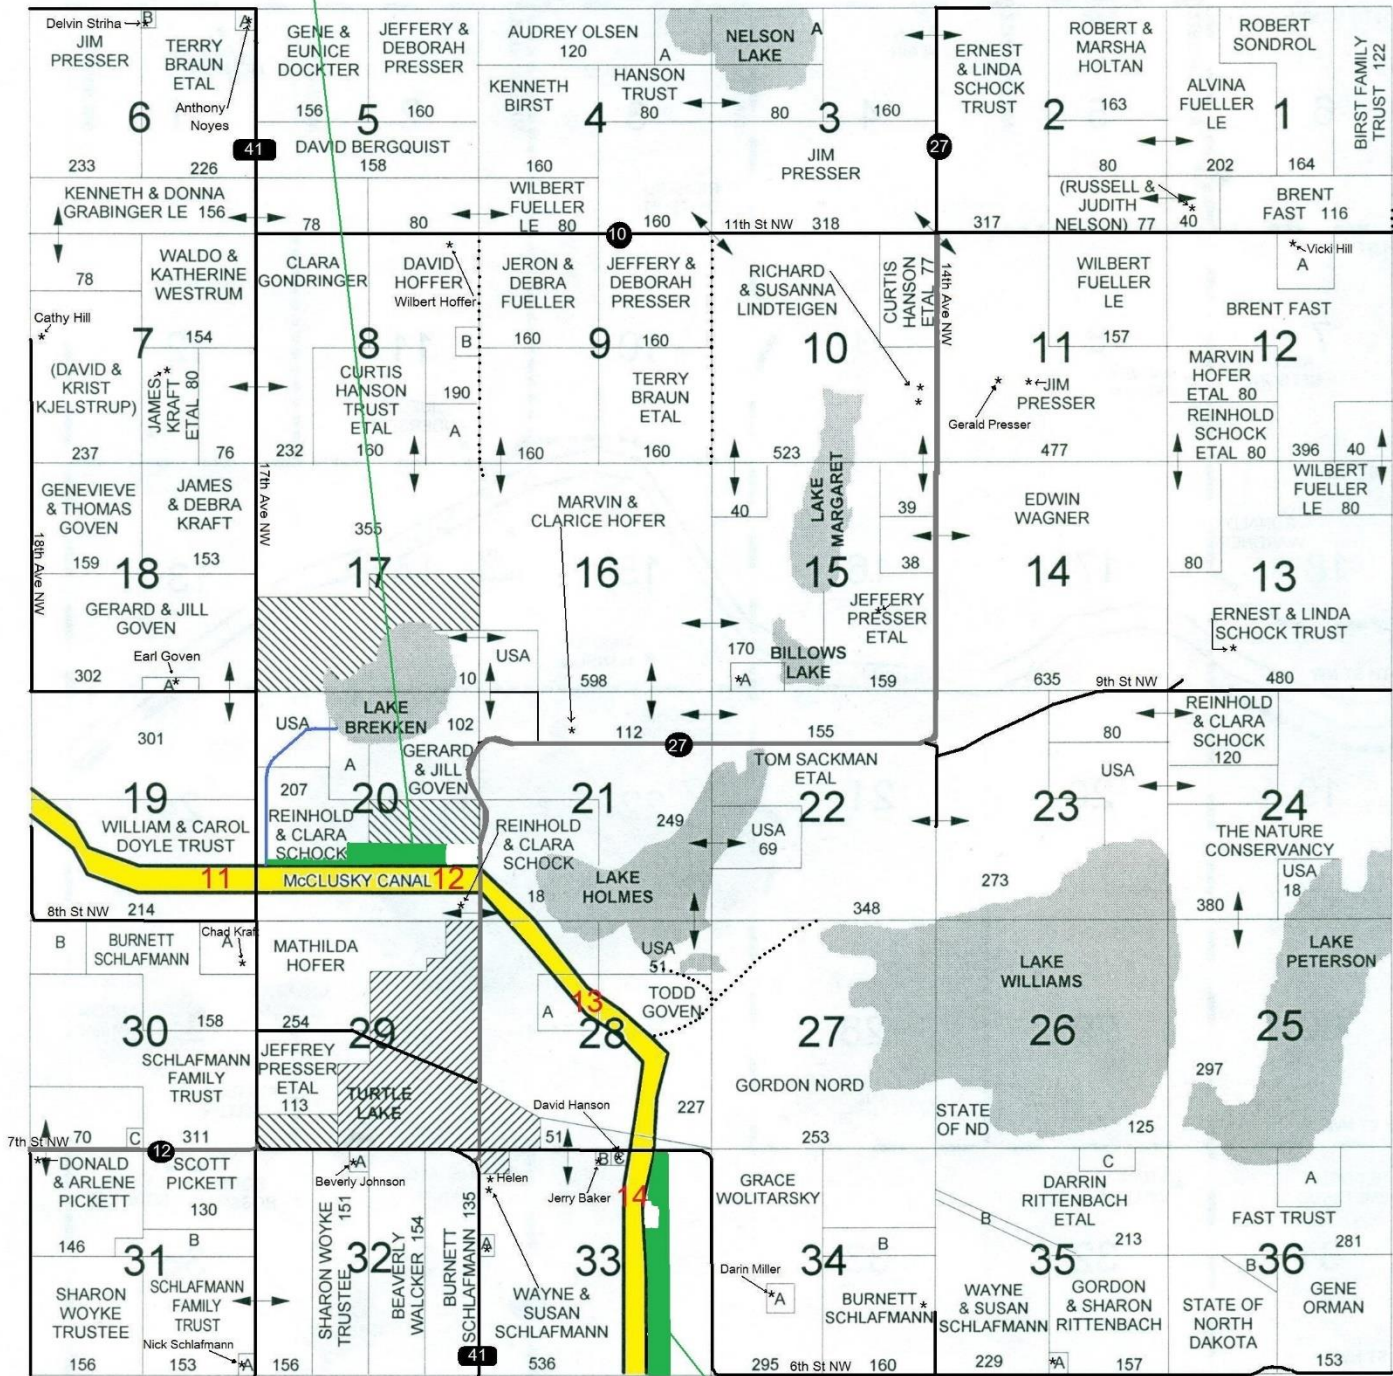 Delvin Striha
B
A
JIM
PRESSER
TERRY
BRAUN
ETAL
Anthony
Noyes
6
233
226
GENE &
EUNICE
DOCKTER
JEFFERY &
DEBORAH
PRESSER
156
160
5
41
DAVID BERGQUIST
158
AUDREY OLSEN
120
A
KENNETH
BIRST
HANSON
TRUST
4
80
160
NELSON
LAKE
A
80
160
3
JIM
PRESSER
27
ERNEST
& LINDA
SCHOCK
TRUST
ROBERT &
MARSHA
HOLTAN
163
2
80
ROBERT
SONDROL
ALVINA
FUELLER
LE
1
202
164
BIRST FAMILY
TRUST 122
KENNETH & DONNA
GRABINGER LE 156
78
80
WILBERT
FUELLER
LE 80
160
10
11th St NW
318
317
(RUSSELL &
JUDITH
NELSON) 77
40
BRENT
FAST 116
78
WALDO &
KATHERINE
WESTRUM
Cathy Hill
7
154
(DAVID &
KRIST
KJELSTRUP)
JAMES
KRAFT
ETAL 80
237
76
CLARA
GONDRINGER
DAVID
HOFFER
Wilbert Hoffer
8
B
CURTIS
HANSON
TRUST
ETAL
190
A
232
160
JERON &
DEBRA
FUELLER
JEFFERY &
DEBORAH
PRESSER
160
9
160
TERRY
BRAUN
ETAL
160
160
RICHARD
& SUSANNA
LINDTEIGEN
CURTIS
HANSON
ETAL 77
14th Ave NW
10
523
WILBERT
FUELLER
LE
157
11
JIM
PRESSER
Gerald Presser
477
Vicki Hill
A
BRENT FAST
12
MARVIN
HOFER
ETAL 80
REINHOLD
SCHOCK
ETAL 80
396
40
GENEVIEVE
& THOMAS
GOVEN
JAMES
& DEBRA
KRAFT
17th Ave NW
18th Ave NW
159
18
153
GERARD & JILL
GOVEN
Earl Goven
302
A
355
17
MARVIN &
CLARICE HOFER
16
USA
10
598
40
LAKE
MARGARET
39
15
38
JEFFERY
PRESSER
ETAL
170
BILLOWS
LAKE
A
159
EDWIN
WAGNER
14
635
WILBERT
FUELLER
LE 80
80
13
ERNEST & LINDA
SCHOCK TRUST
9th St NW
480
301
19
WILLIAM & CAROL
DOYLE TRUST
11
214
8th St NW
USA
LAKE
BREKKEN
102
A
GERARD
& JILL
GOVEN
207
20
REINHOLD
& CLARA
SCHOCK
McCLUSKY CANAL
12
112
27
155
21
249
REINHOLD
& CLARA
SCHOCK
18
LAKE
HOLMES
TOM SACKMAN
ETAL
22
USA
69
348
80
USA
23
273
REINHOLD
& CLARA
SCHOCK
120
24
THE NATURE
CONSERVANCY
USA
18
380
B
BURNETT
SCHLAFMANN
A
Chad Kraft
158
30
SCHLAFMANN
FAMILY
TRUST
70
C
311
7th St NW
12
MATHILDA
HOFER
254
29
JEFFREY
PRESSER
ETAL
113
TURTLE
LAKE
USA
51
A
13
28
TODD
GOVEN
David Hanson
51
227
27
GORDON NORD
253
LAKE
WILLIAMS
26
STATE
OF ND
125
LAKE
PETERSON
25
297
DONALD
& ARLENE
PICKETT
SCOTT
PICKETT
130
146
B
31
SHARON
WOYKE
TRUSTEE
SCHLAFMANN
FAMILY
TRUST
Nick Schlafmann
156
153
A
A
Beverly Johnson
SHARON WOYKE
TRUSTEE 151
32
BEAVERLY
WALCKER 154
BURNETT
SCHLAFMANN 135
156
41
Helen
Jerry Baker
B
C
14
A
33
WAYNE &
SUSAN
SCHLAFMANN
536
GRACE
WOLITARSKY
B
34
Darin Miller
A
BURNETT
SCHLAFMANN
295
6th St NW
160
C
DARRIN
RITTENBACH
ETAL
B
213
35
WAYNE
& SUSAN
SCHLAFMANN
GORDON
& SHARON
RITTENBACH
229
A
157
A
FAST TRUST
281
B
36
STATE OF
NORTH
DAKOTA
GENE
ORMAN
153